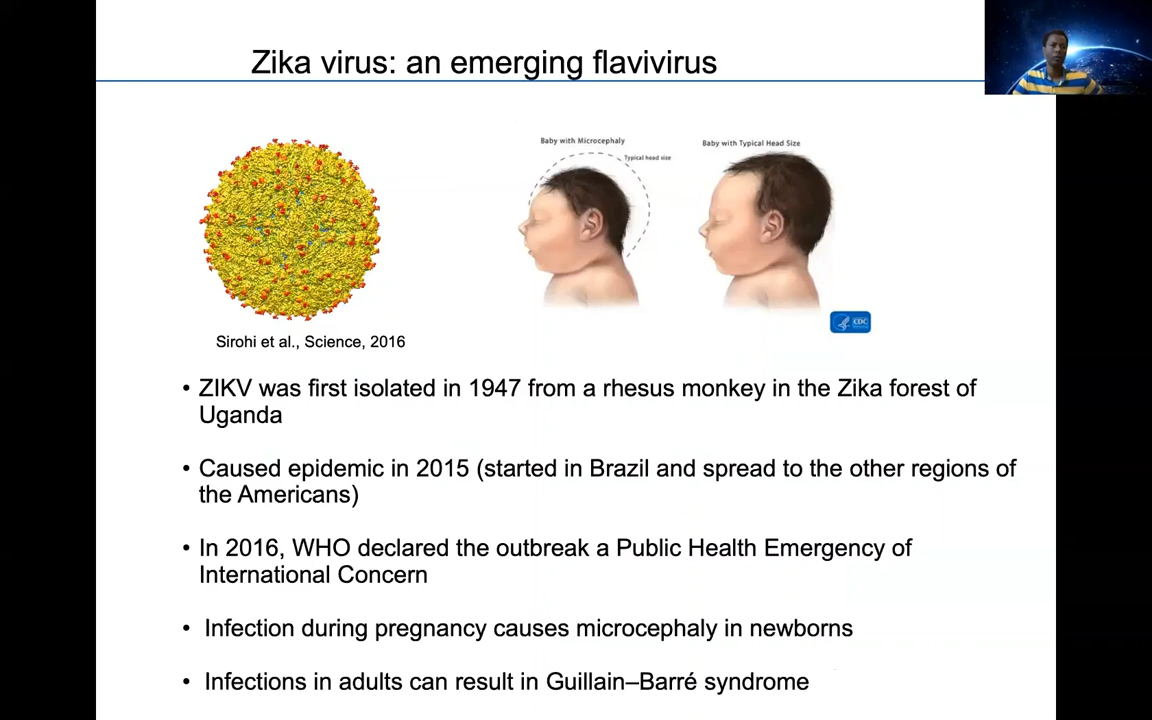 Zika virus: an emerging flavivirus
Baby with Microcephaly
Typical head size
Baby with Typical Head Size
CDC
Sirohi et al., Science, 2016
• ZIKV was first isolated in 1947 from a rhesus monkey in the Zika forest of
Uganda
• Caused epidemic in 2015 (started in Brazil and spread to the other regions of
the Americans)
• In 2016, WHO declared the outbreak a Public Health Emergency of
International Concern
• Infection during pregnancy causes microcephaly in newborns
• Infections in adults can result in Guillain–Barré syndrome